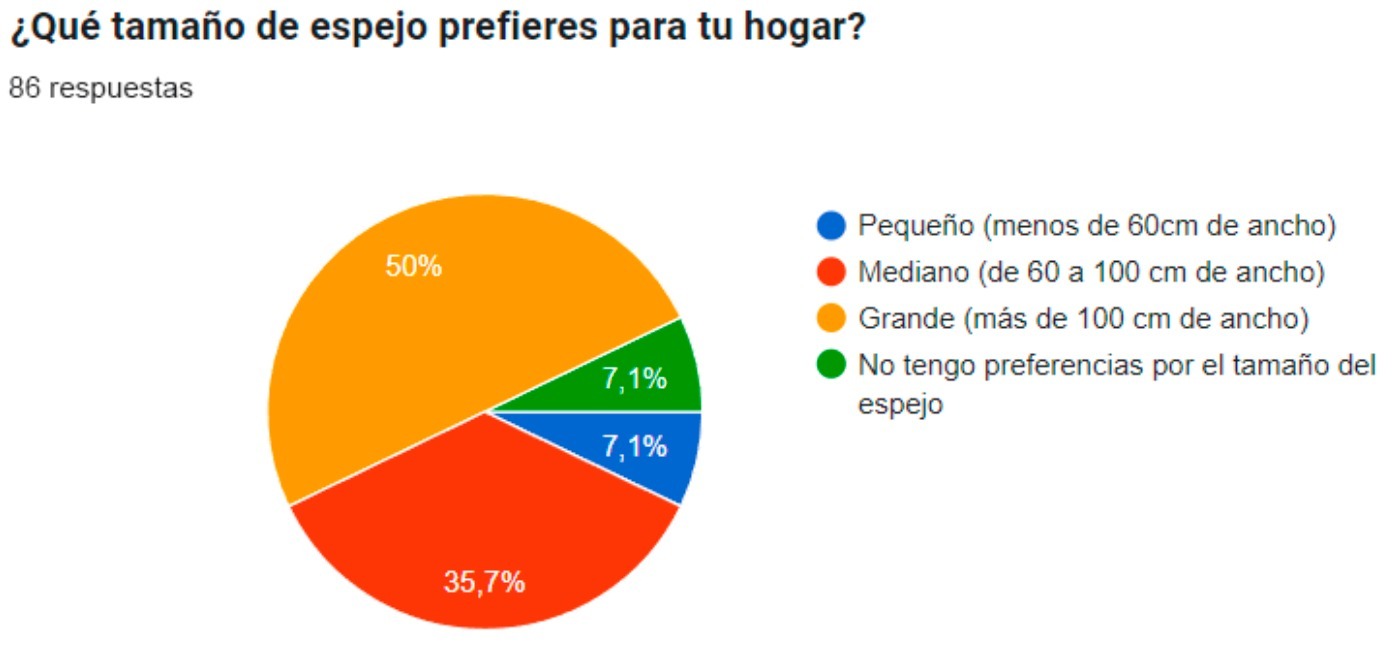 ¿Qué tamaño de espejo prefieres para tu hogar?
86 respuestas
50%
7,1%
7,1%
35,7%
Pequeño (menos de 60cm de ancho)
Mediano (de 60 a 100 cm de ancho)
Grande (más de 100 cm de ancho)
No tengo preferencias por el tamaño del
espejo